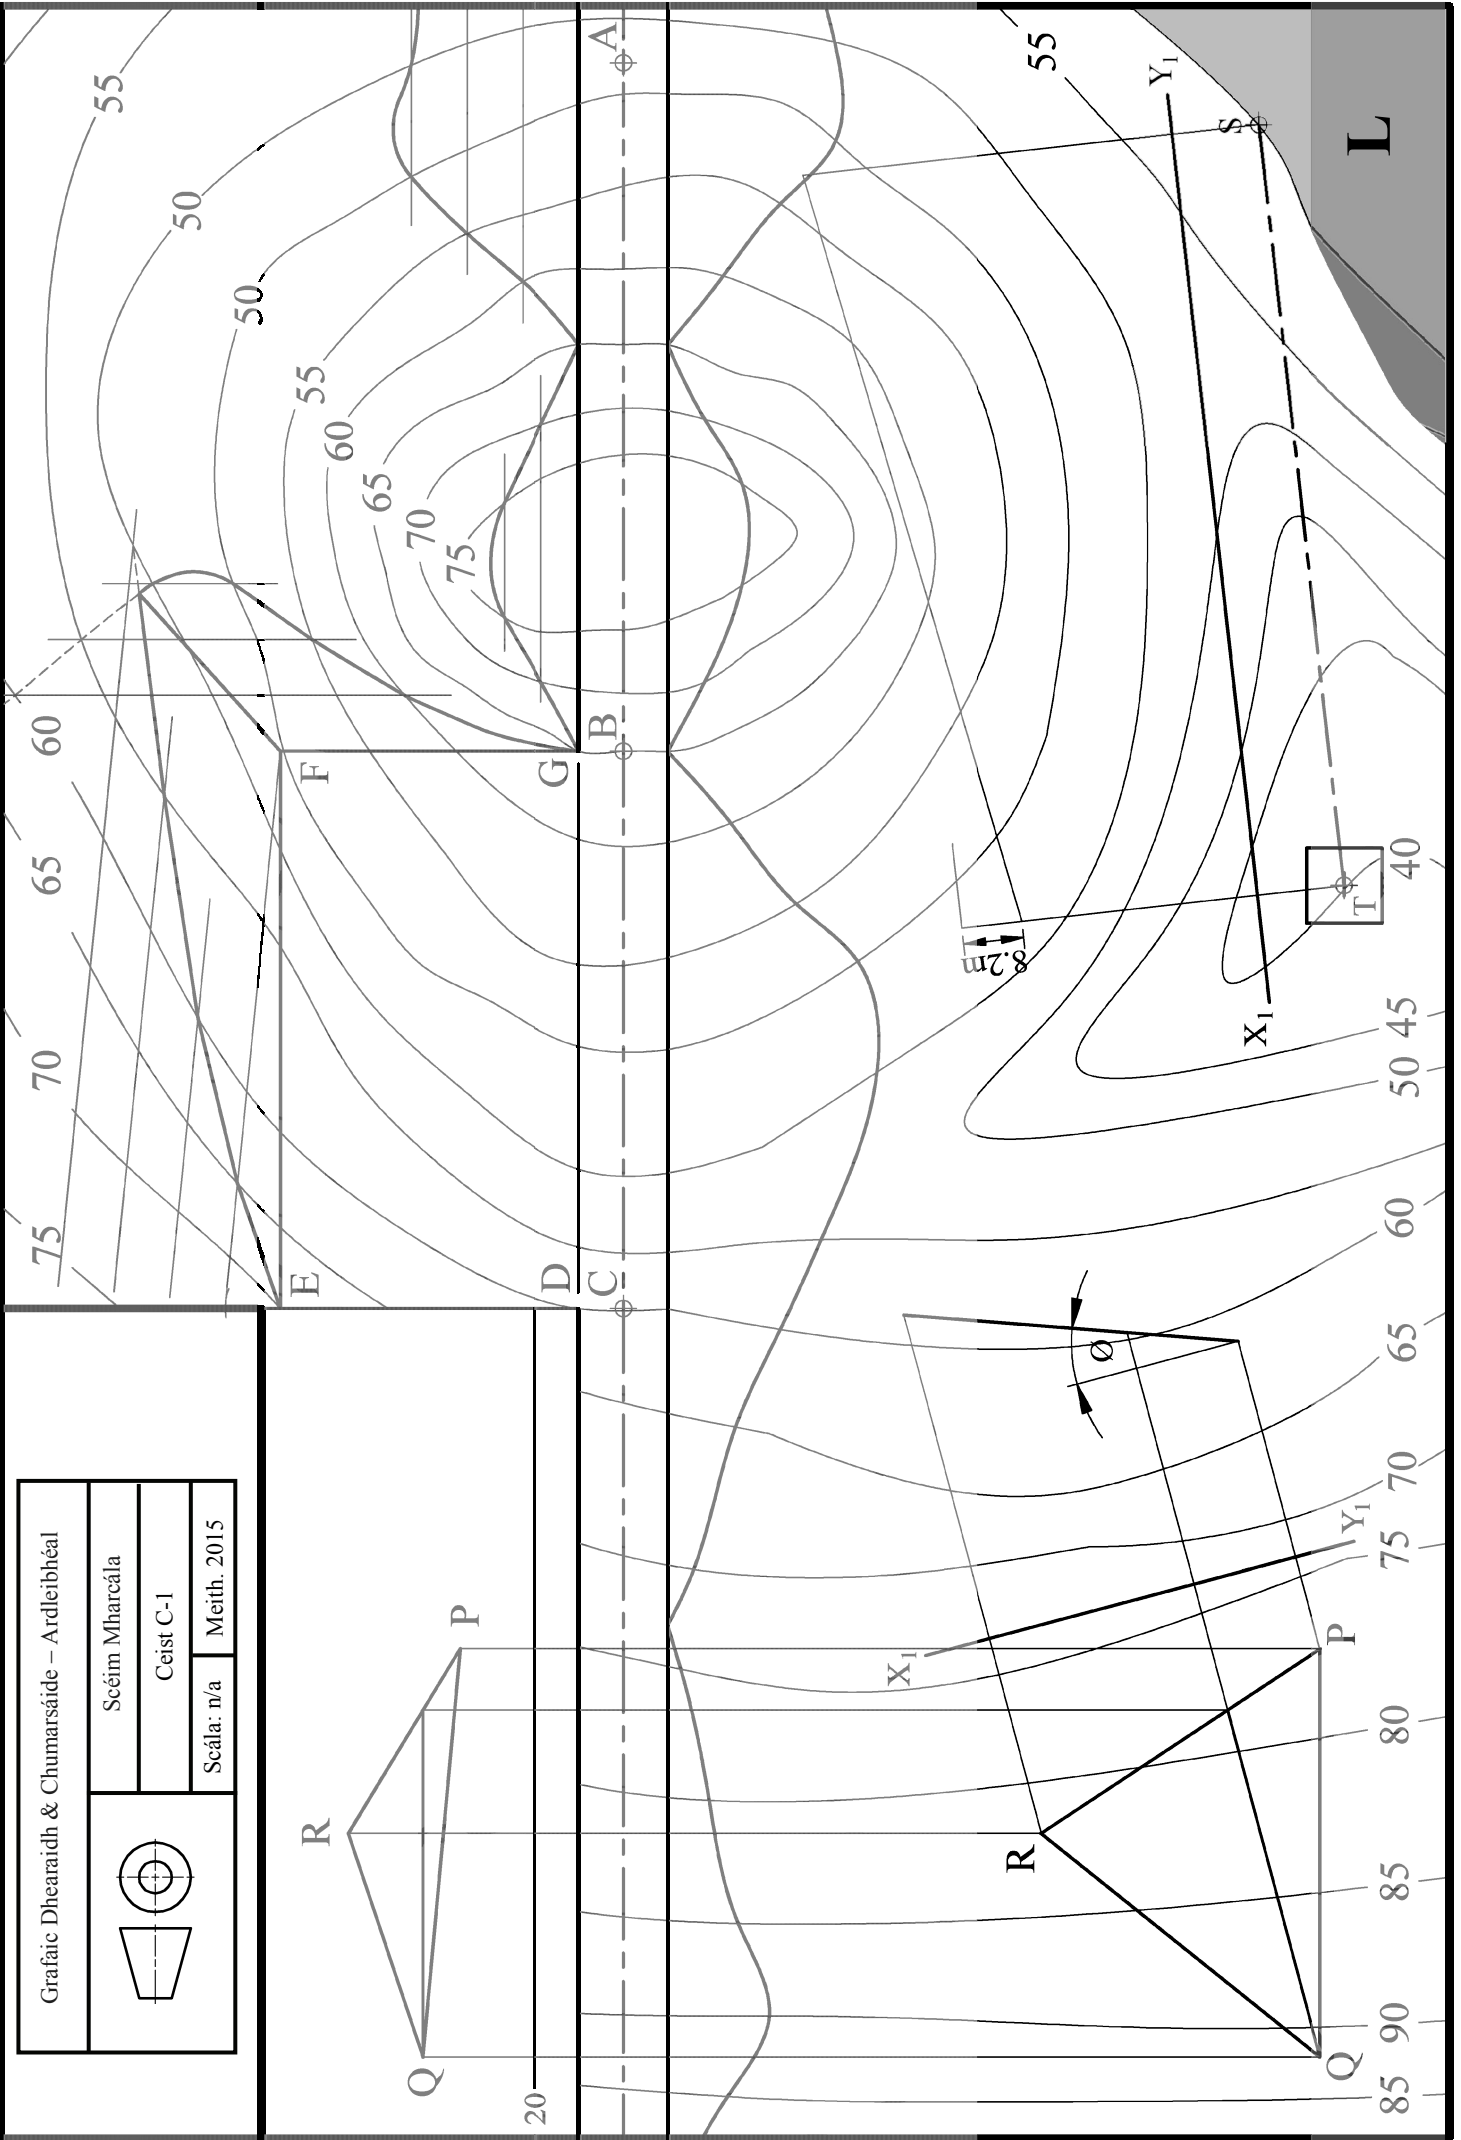 Grafaic Dhearaidh & Chumarsáide – Ardleibhéal
Scéim Mharcála
Ceist C-1
Scála: n/a
Meith. 2015
55
50
50
55
60
65
70
75
60
65
70
75
A
B
C
D
E
F
G
55
Y1
S
L
T
X1
8.2m
40
45
50
60
65
70
75
80
85
90
85
Ø
X1
Y1
R
P
Q
R
P
Q
20